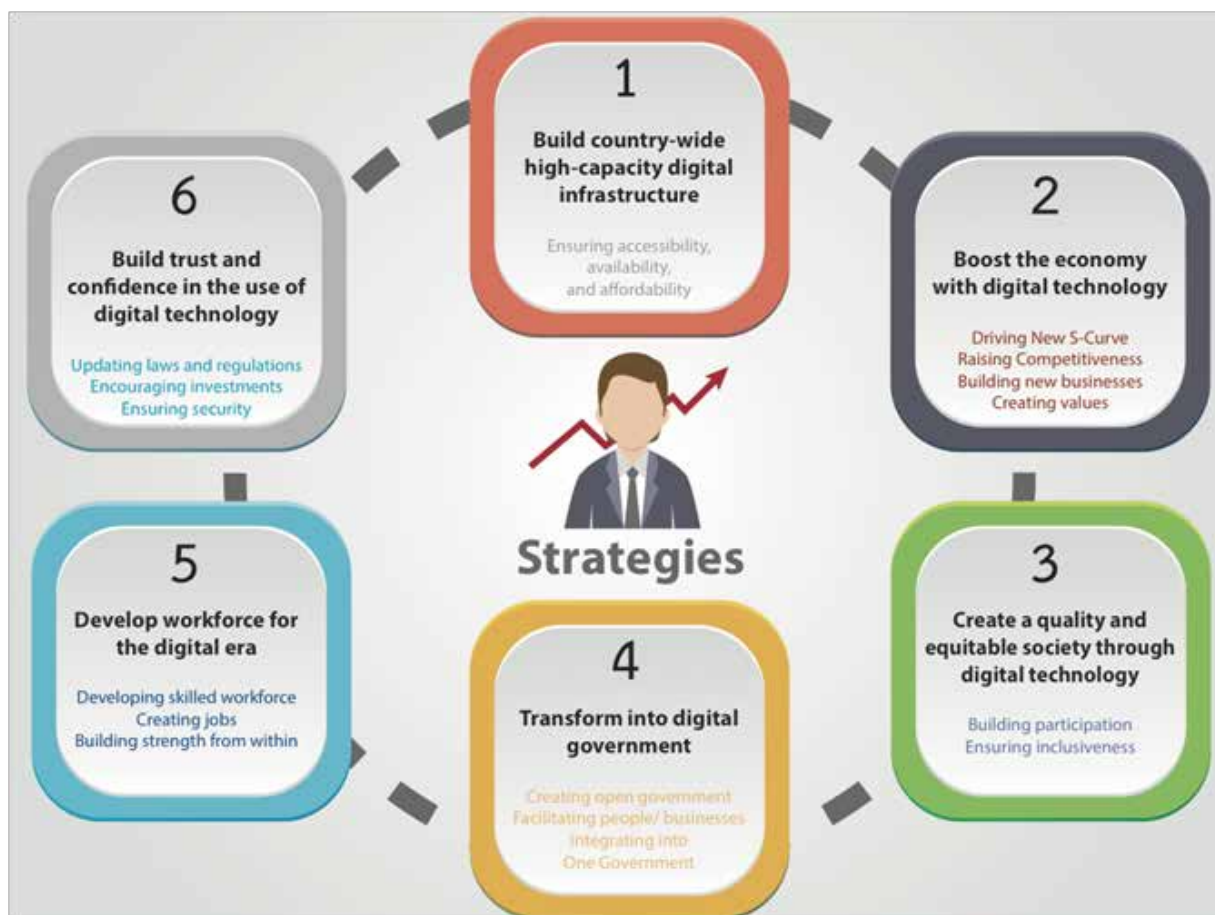 1
Build country-wide
high-capacity digital
infrastructure
Ensuring accessibility,
availability,
and affordability
2
Boost the economy
with digital technology
Driving New S-Curve
Raising Competitiveness
Building new businesses
Creating values
3
Create a quality and
equitable society through
digital technology
Building participation
Ensuring inclusiveness
4
Transform into digital
government
Creating open government
Facilitating people/ businesses
Integrating into
One Government
5
Develop workforce for
the digital era
Developing skilled workforce
Creating jobs
Building strength from within
6
Build trust and
confidence in the use of
digital technology
Updating laws and regulations
Encouraging investments
Ensuring security
Strategies